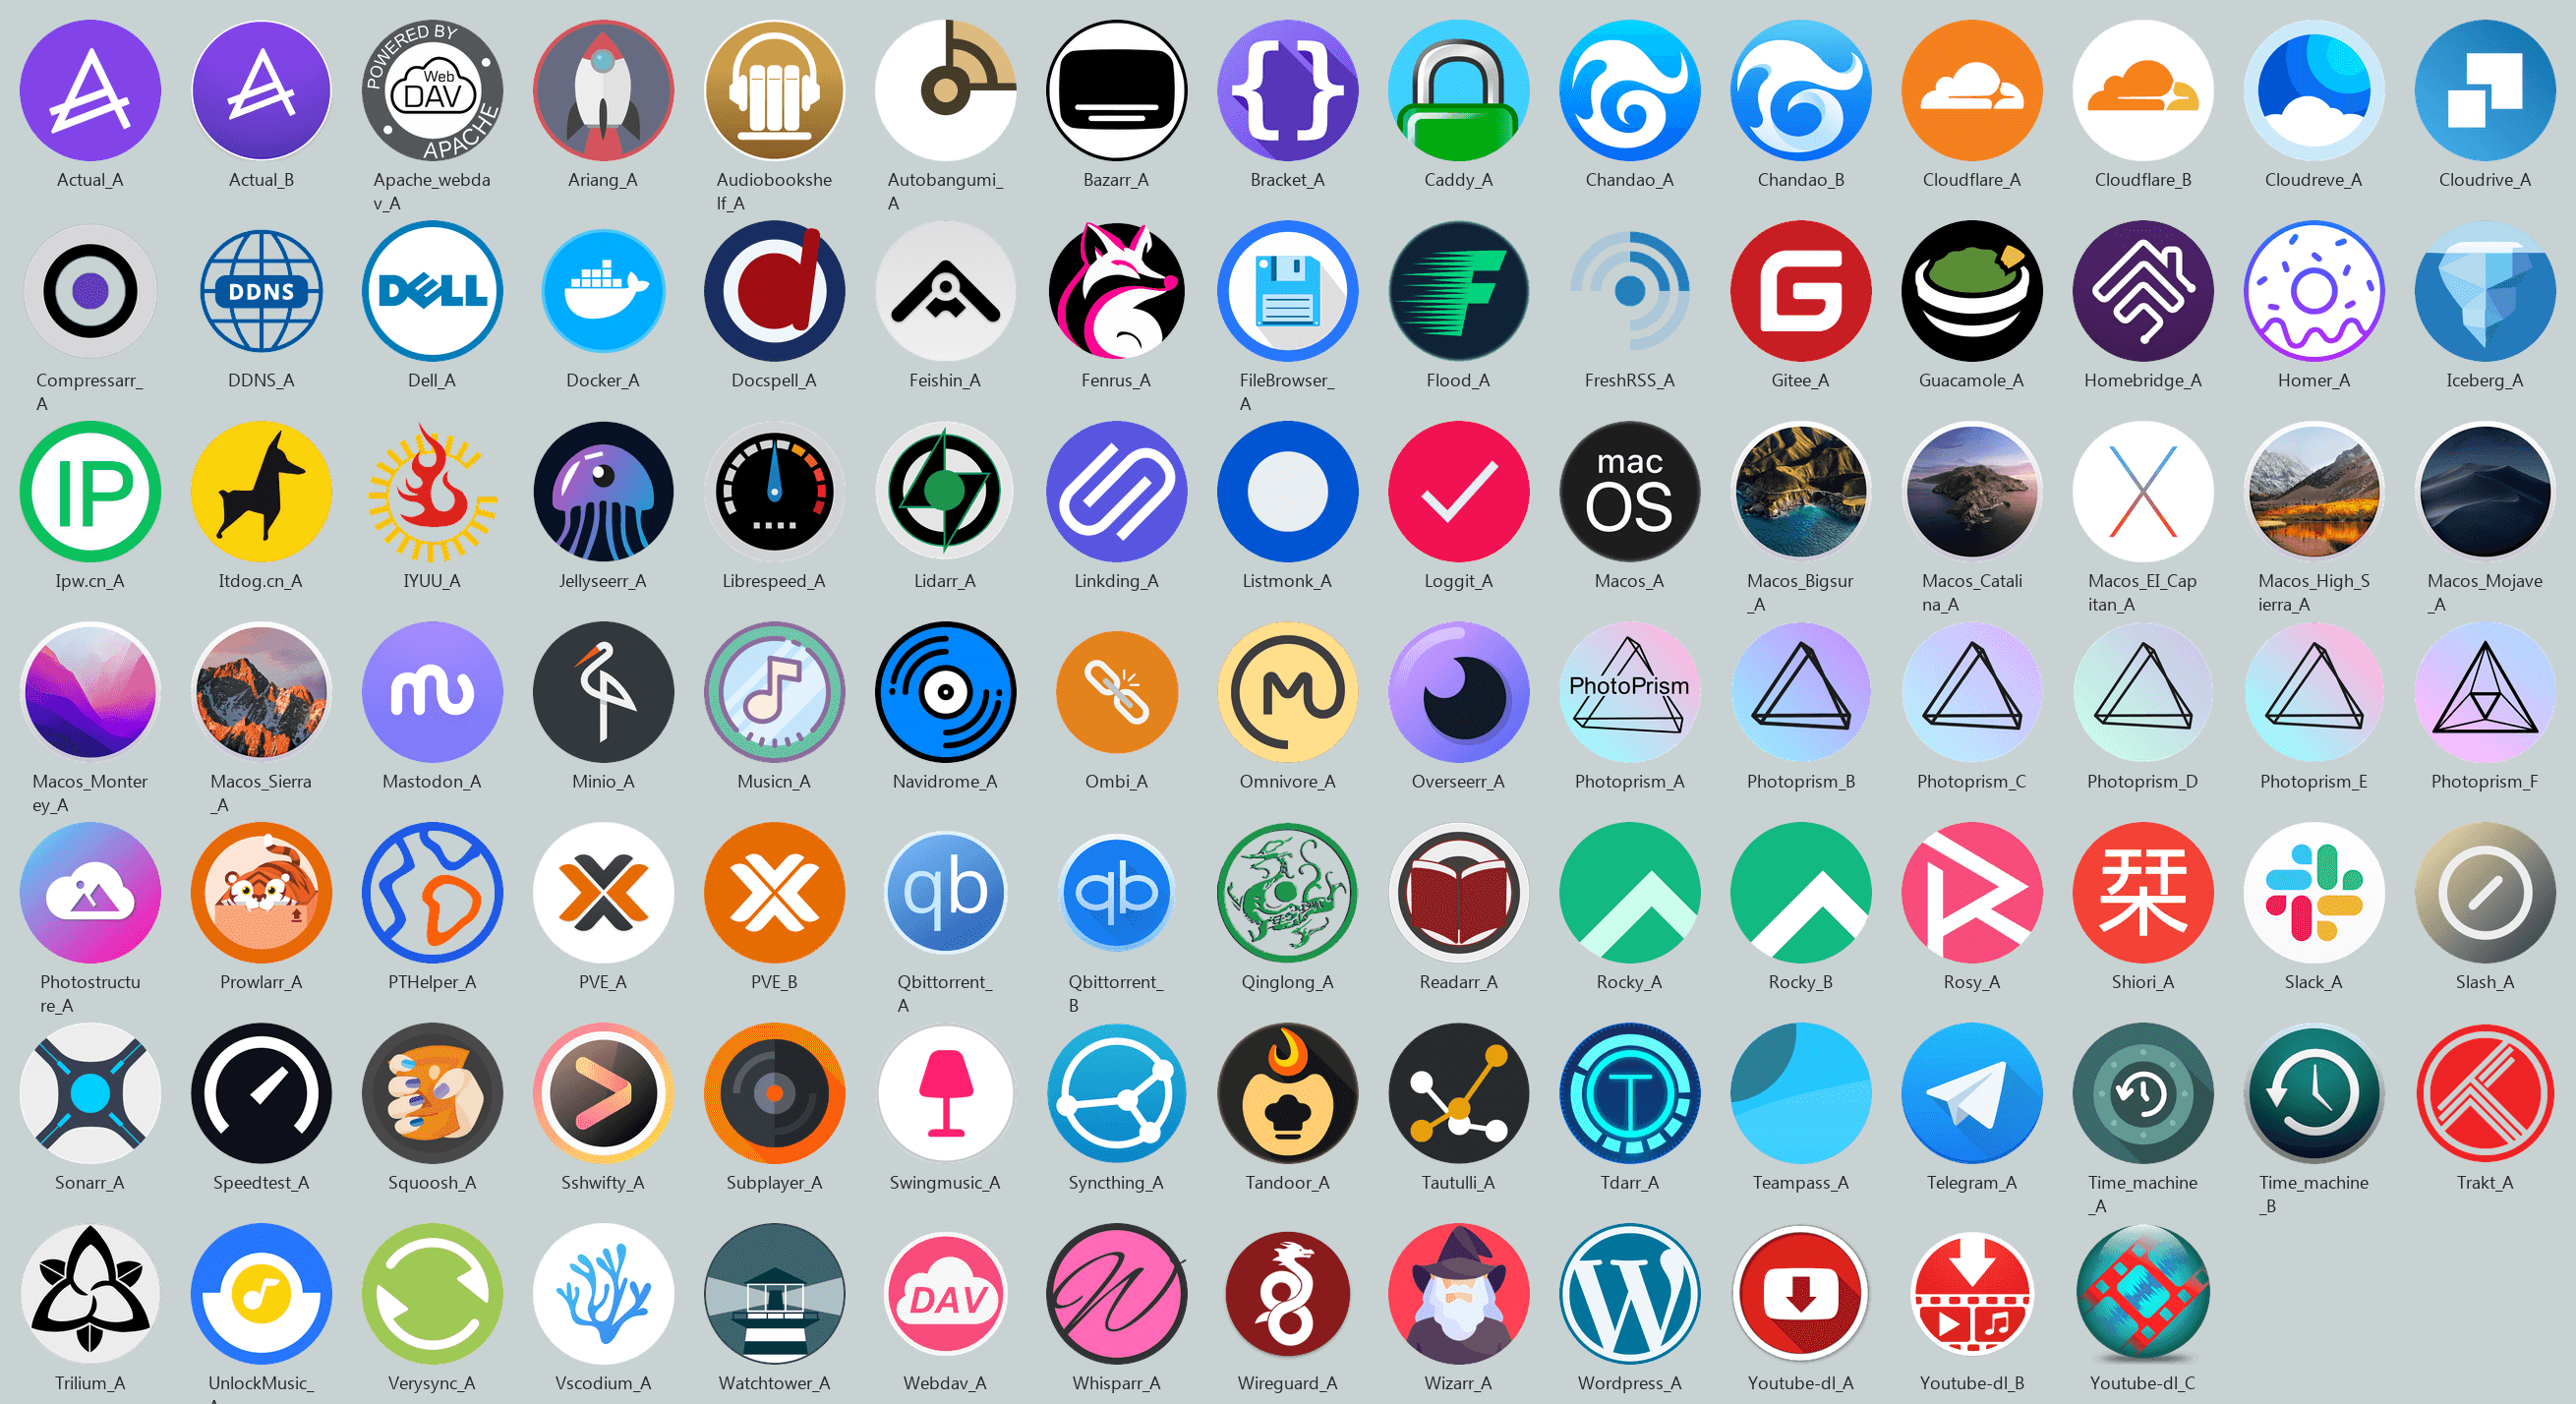 POWERED BY
APACHE
Web
DAV
Actual_A
Actual_B
Apache_webda
v_A
Ariang_A
Audiobookshe
lf_A
Autobangumi_
A
Bazarr_A
Bracket_A
Caddy_A
Chandao_A
Chandao_B
Cloudflare_A
Cloudflare_B
Cloudreve_A
Cloudrive_A
DDNS
DELL
Compressarr_
A
DDNS_A
Dell_A
Docker_A
Docspell_A
Feishin_A
Fenrus_A
FileBrowser_
A
Flood_A
FreshRSS_A
Gitee_A
Guacamole_A
Homebridge_A
Homer_A
Iceberg_A
IP
mac
OS
Ipw.cn_A
Itdog.cn_A
IYUU_A
Jellyseerr_A
Librespeed_A
Lidarr_A
Linkding_A
Listmonk_A
Loggit_A
Macos_A
Macos_Bigsur
_A
Macos_Catali
na_A
Macos_EI_Cap
itan_A
Macos_High_S
ierra_A
Macos_Mojave
_A
PhotoPrism
Macos_Monter
ey_A
Macos_Sierra
_A
Mastodon_A
Minio_A
Musicn_A
Navidrome_A
Ombi_A
Omnivore_A
Overseerr_A
Photoprism_A
Photoprism_B
Photoprism_C
Photoprism_D
Photoprism_E
Photoprism_F
qb
qb
栞
Photostructu
re_A
Prowlarr_A
PTHelper_A
PVE_A
PVE_B
Qbittorrent_
A
Qbittorrent_
B
Qinglong_A
Readarr_A
Rocky_A
Rocky_B
Rosy_A
Shiori_A
Slack_A
Slash_A
T
Sonarr_A
Speedtest_A
Squoosh_A
Sshwifty_A
Subplayer_A
Swingmusic_A
Syncthing_A
Tandoor_A
Tautulli_A
Tdarr_A
Teampass_A
Telegram_A
Time_machine
_A
Time_machine
_B
Trakt_A
DAV
W
W
Trilium_A
UnlockMusic_
Verysync_A
Vscodium_A
Watchtower_A
Webdav_A
Whisparr_A
Wireguard_A
Wizarr_A
Wordpress_A
Youtube-dl_A
Youtube-dl_B
Youtube-dl_C